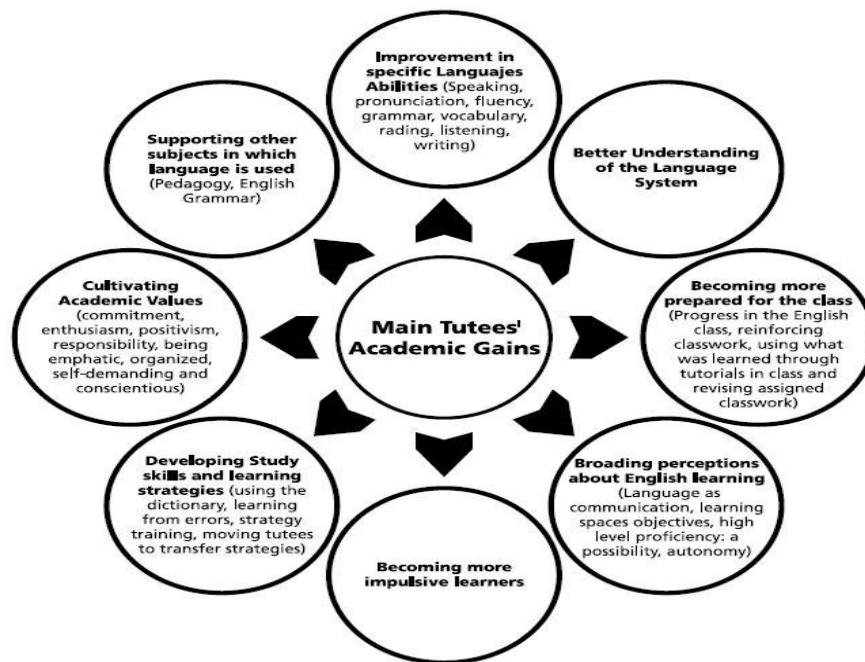 Improvement in
specific Languajes
Abilities (Speaking,
pronunciation, fluency,
grammar, vocabulary,
rading, listening,
writing)
Better Understanding
of the Language
System
Becoming more
prepared for the class
(Progress in the English
class, reinforcing
classwork, using what
was learned through
tutorials in class and
revising assigned
classwork)
Broading perceptions
about English learning
(Language as
communication, learning
spaces objectives, high
level proficiency: a
possibility, autonomy)
Becoming more
impulsive learners
Developing Study
skills and learning
strategies (using the
dictionary, learning
from errors, strategy
training, moving tutees
to transfer strategies)
Cultivating
Academic Values
(commitment,
enthusiasm, positivism,
responsibility, being
emphatic, organized,
self-demanding and
conscientious)
Supporting other
subjects in which
language is used
(Pedagogy, English
Grammar)
Main Tutees'
Academic Gains